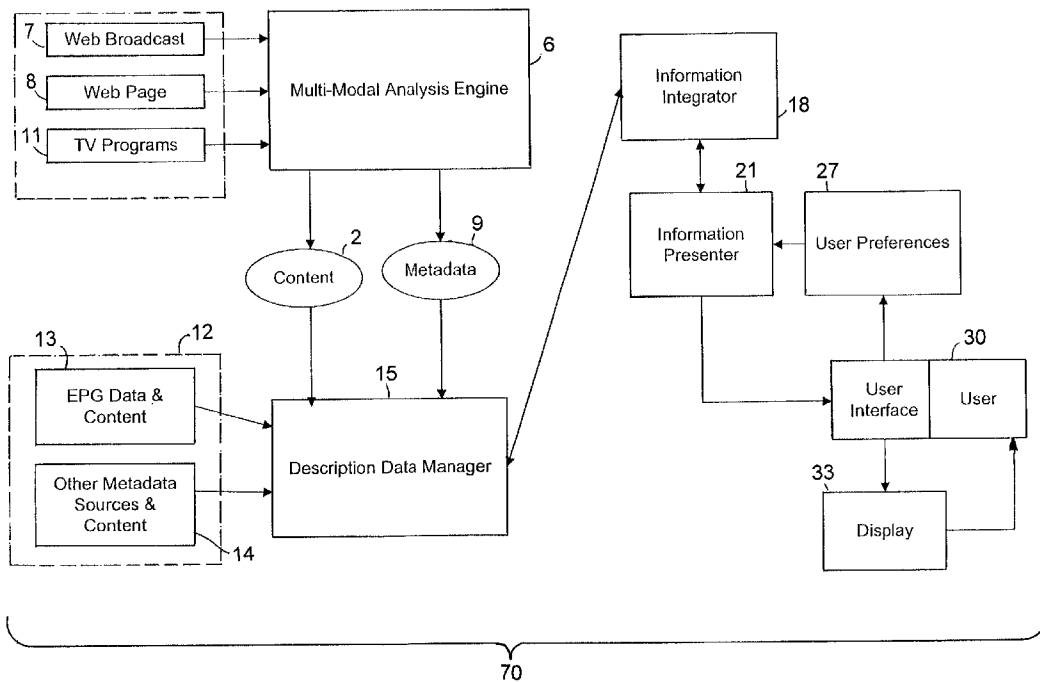 7
Web Broadcast
8
Web Page
11
TV Programs
Multi-Modal Analysis Engine
6
Content
2
Metadata
9
12
13
EPG Data &
Content
Other Metadata
Sources &
Content
14
15
Description Data Manager
Information
Integrator
18
21
Information
Presenter
27
User Preferences
30
User
Interface
User
33
Display
70